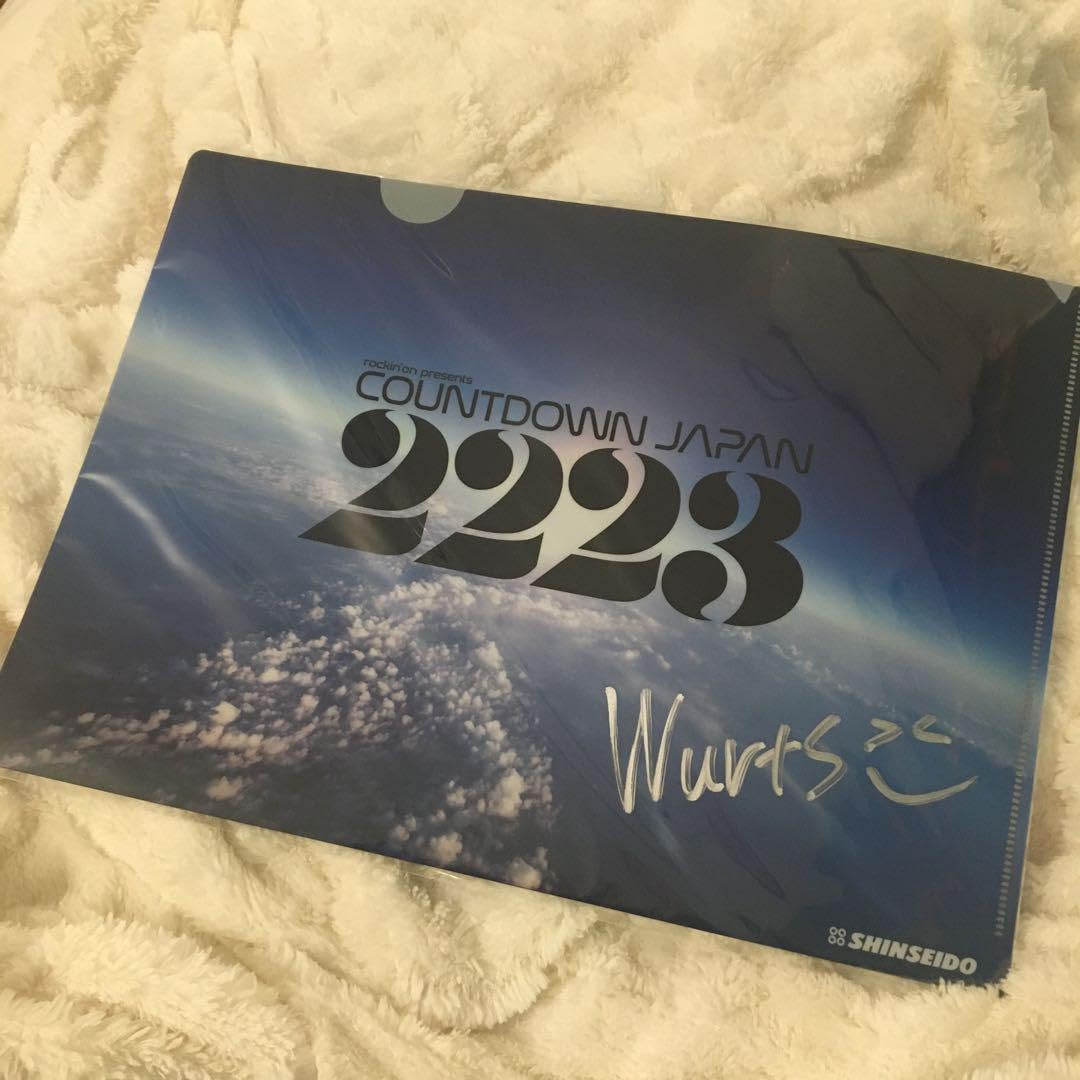 rockin'on presents
COUNTDOWN JAPAN
2223
Wurts
SHINSEIDO